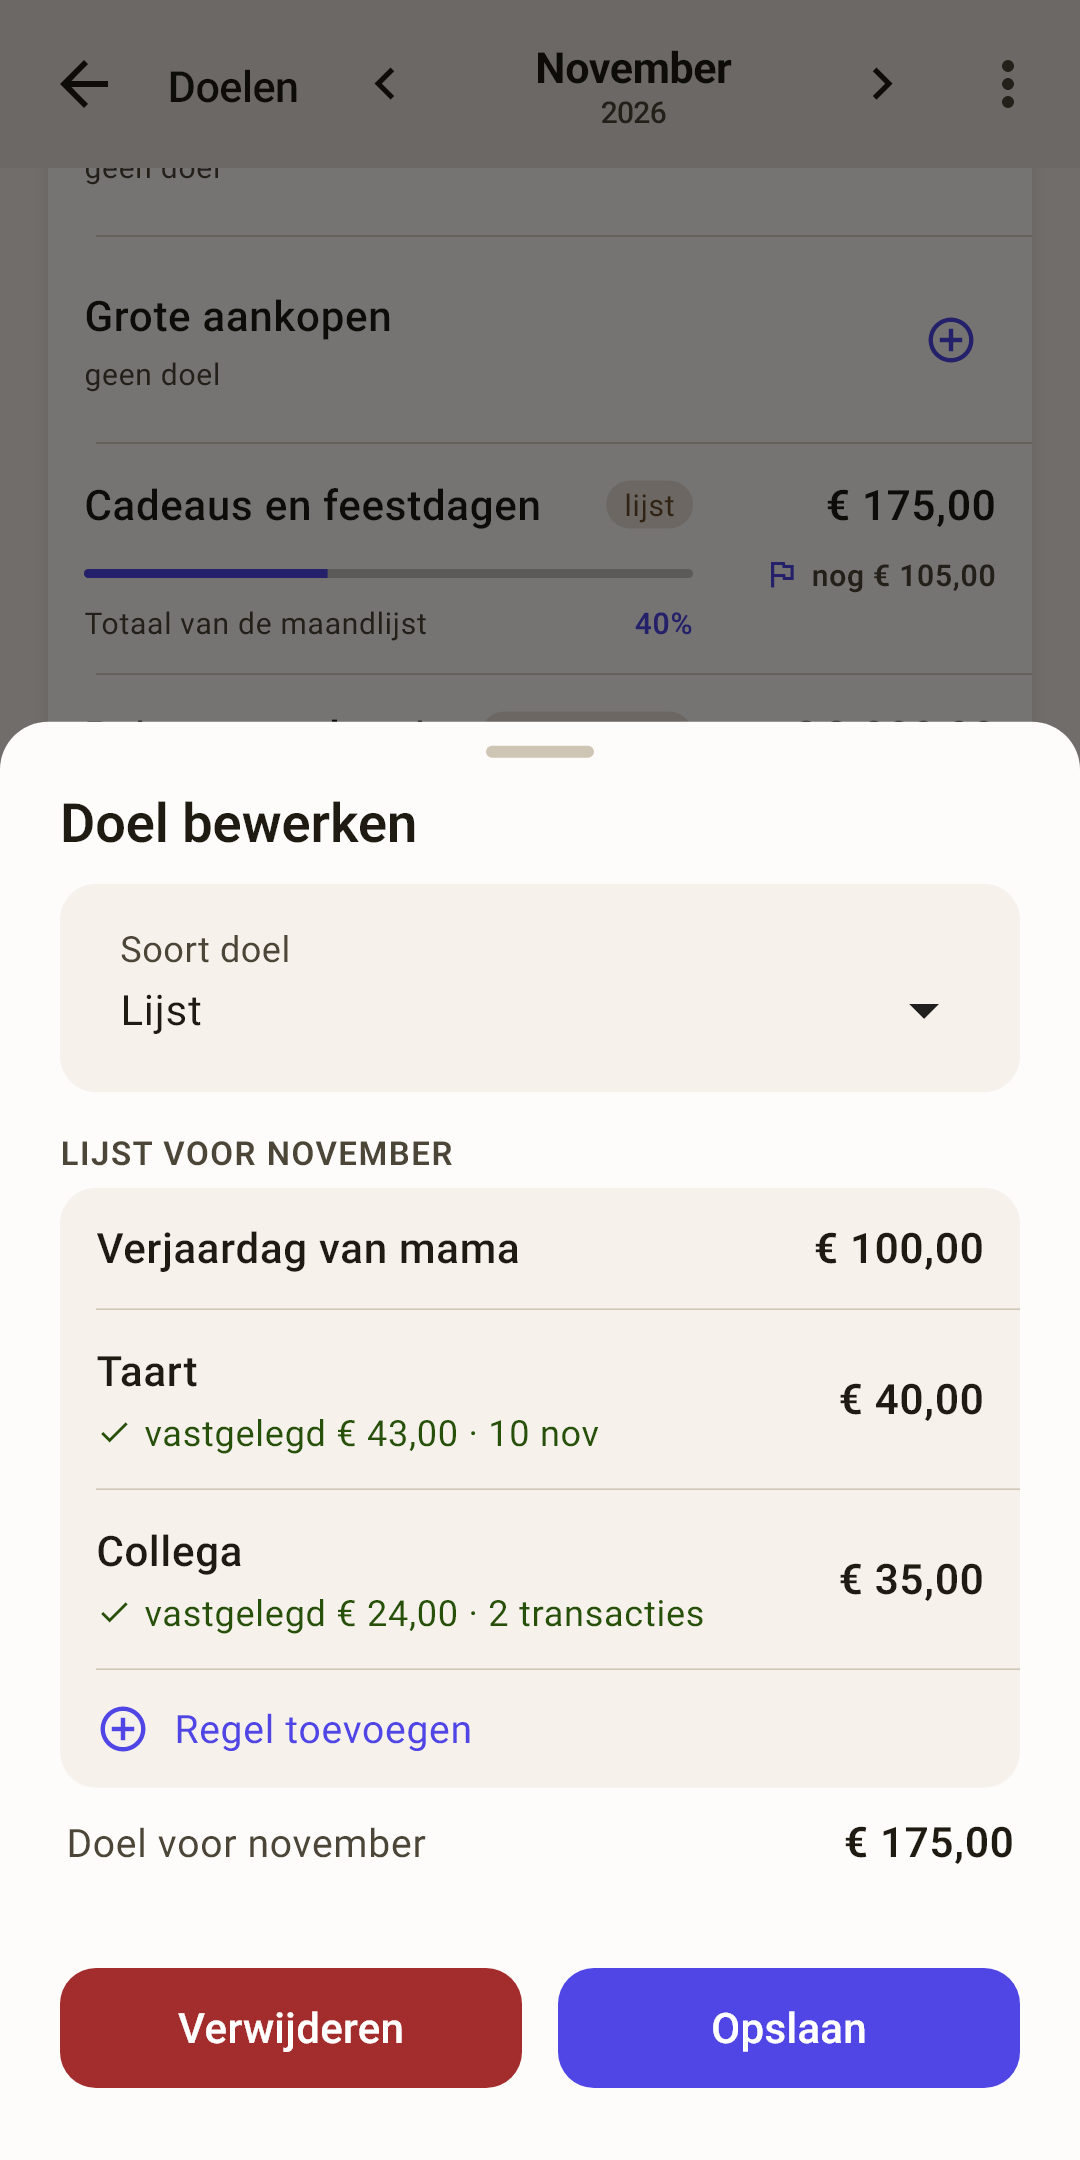 Doelen
November
2026
geen doel
Grote aankopen
geen doel
Cadeaus en feestdagen
lijst
€ 175,00
nog € 105,00
Totaal van de maandlijst
40%
Doel bewerken
Soort doel
Lijst
LIJST VOOR NOVEMBER
Verjaardag van mama
€ 100,00
Taart
€ 40,00
vastgelegd € 43,00 · 10 nov
Collega
€ 35,00
vastgelegd € 24,00 · 2 transacties
Regel toevoegen
Doel voor november
€ 175,00
Verwijderen
Opslaan